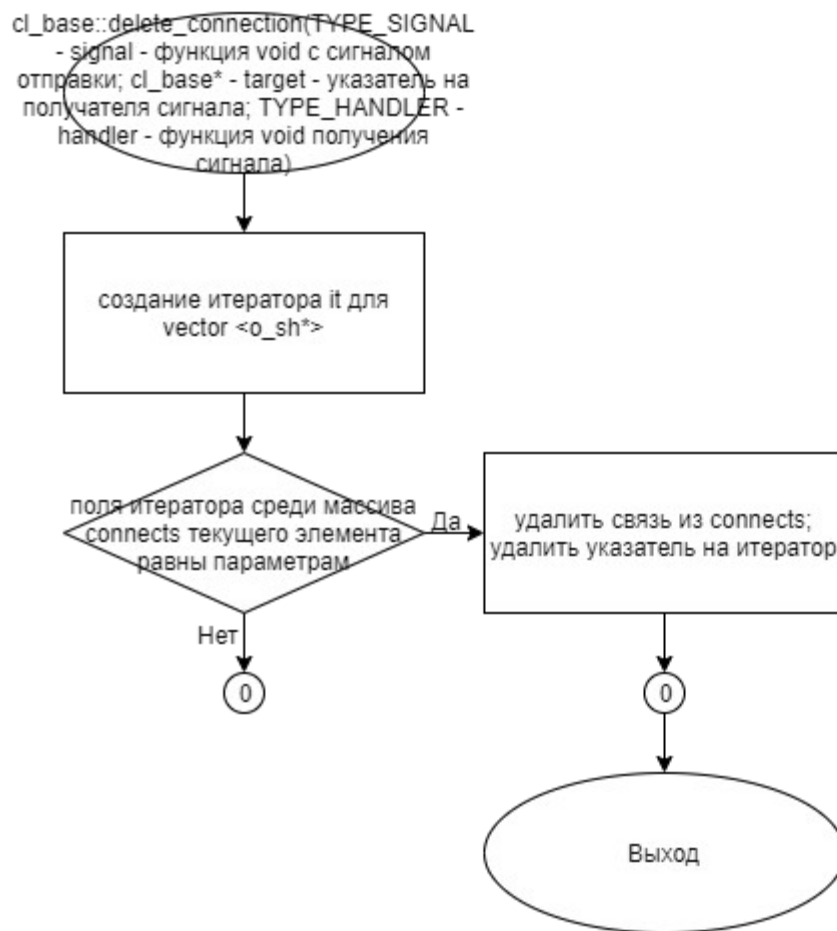 cl_base::delete_connection(TYPE_SIGNAL
- signal - функция void с сигналом
отправки; cl_base* - target - указатель на
получателя сигнала; TYPE_HANDLER -
handler - функция void получения
сигнала)
создание итератора it для
vector <o_sh*>
поля итератора среди массива
connects текущего элемента
равны параметрам
Да
удалить связь из connects;
удалить указатель на итератор
Нет
0
0
Выход